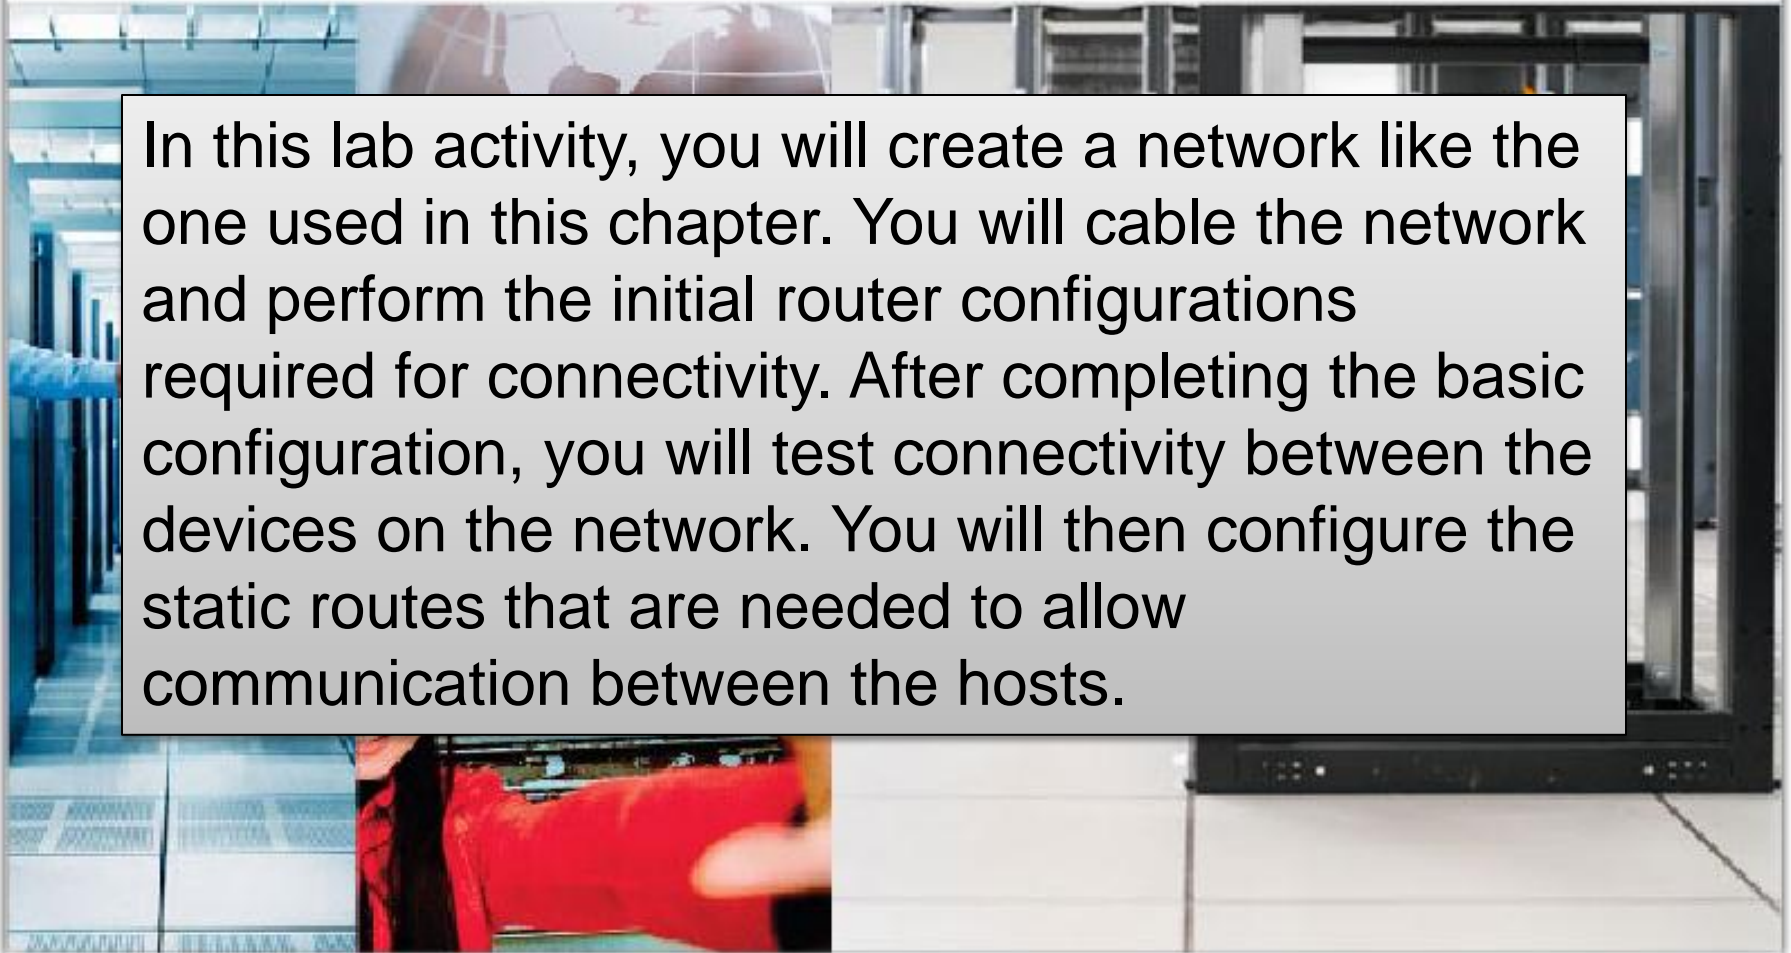 In this lab activity, you will create a network like the
one used in this chapter. You will cable the network
and perform the initial router configurations
required for connectivity. After completing the basic
configuration, you will test connectivity between the
devices on the network. You will then configure the
static routes that are needed to allow
communication between the hosts.